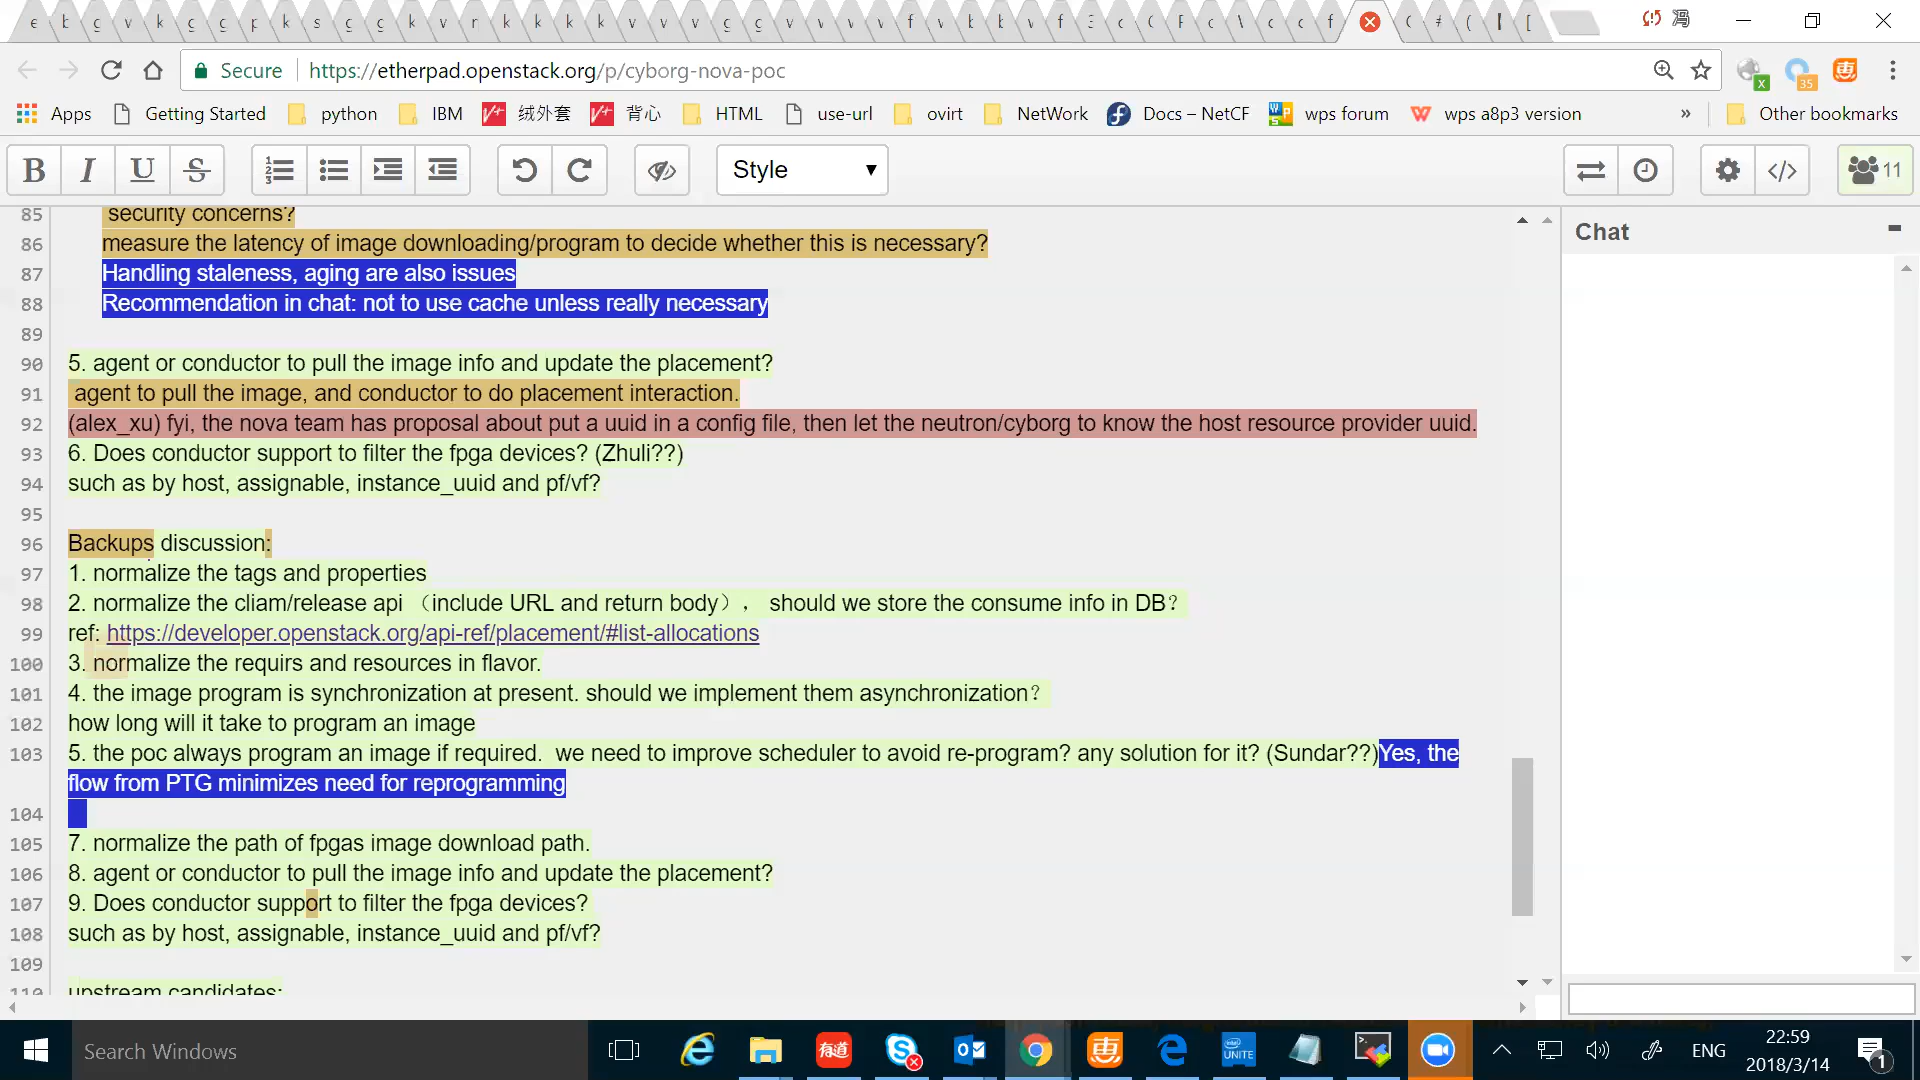 e b g v k g g p k s g g k v r k k k k v v v g g v v v v f v b b v f 3 c ( F c \ c c f ( # ( [
Secure https://etherpad.openstack.org/p/cyborg-nova-poc
X 35 惠
Apps Getting Started python IBM 绒外套 背心 HTML use-url ovirt NetWork Docs – NetCF wps forum wps a8p3 version » Other bookmarks
B I U S Style 11
85 security concerns?
86 measure the latency of image downloading/program to decide whether this is necessary?
87 Handling staleness, aging are also issues
88 Recommendation in chat: not to use cache unless really necessary
89
90 5. agent or conductor to pull the image info and update the placement?
91 agent to pull the image, and conductor to do placement interaction.
92 (alex_xu) fyi, the nova team has proposal about put a uuid in a config file, then let the neutron/cyborg to know the host resource provider uuid.
93 6. Does conductor support to filter the fpga devices? (Zhuli??)
94 such as by host, assignable, instance_uuid and pf/vf?
95
96 Backups discussion:
97 1. normalize the tags and properties
98 2. normalize the cliam/release api （include URL and return body）， should we store the consume info in DB？
99 ref: https://developer.openstack.org/api-ref/placement/#list-allocations
100 3. normalize the requirs and resources in flavor.
101 4. the image program is synchronization at present. should we implement them asynchronization？
102 how long will it take to program an image
103 5. the poc always program an image if required.  we need to improve scheduler to avoid re-program? any solution for it? (Sundar??)Yes, the
flow from PTG minimizes need for reprogramming
104
105 7. normalize the path of fpgas image download path.
106 8. agent or conductor to pull the image info and update the placement?
107 9. Does conductor support to filter the fpga devices?
108 such as by host, assignable, instance_uuid and pf/vf?
109
110 upstream candidates:
Chat
Search Windows
有道 惠 UNITE ENG
22:59
2018/3/14
1